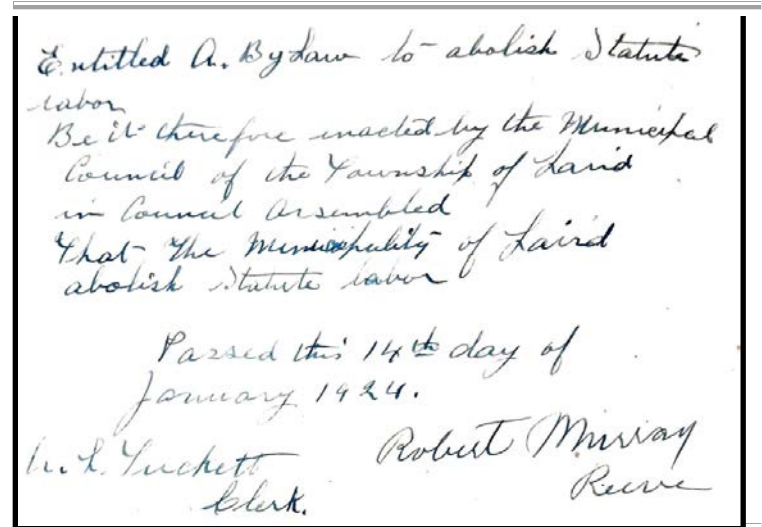 Entitled A. By Law to abolish Statute
labor
Be it therefore enacted by the Municipal
Council of the Township of Laird
in Council Assembled
That the Municipality of Laird
abolish Statute labor
Passed this 14th day of
January 1924.
Tuckett Robert Murray
Clerk. Reeve